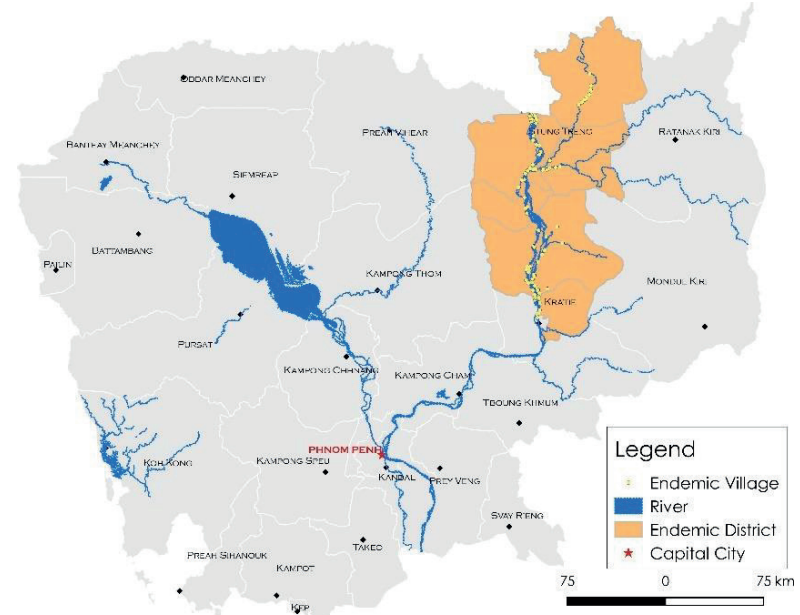 ODDAR MEANCHEY
PREAH VIHEAR
STUNG TRENG
RATANAK KIRI
BANTEAY MEANCHEY
SIEMREAP
BATTAMBANG
PAILIN
KAMPONG THOM
MONDUL KIRI
KRATIE
PURSAT
KAMPONG CHHNANG
KAMPONG CHAM
TBOUNG KHMUM
PHNOM PENH
KOH KONG
KAMPONG SPEU
KANDAL
PREY VENG
SVAY RIENG
TAKEO
PREAH SIHANOUK
KAMPOT
KEP
Legend
Endemic Village
River
Endemic District
Capital City
75 0 75 km